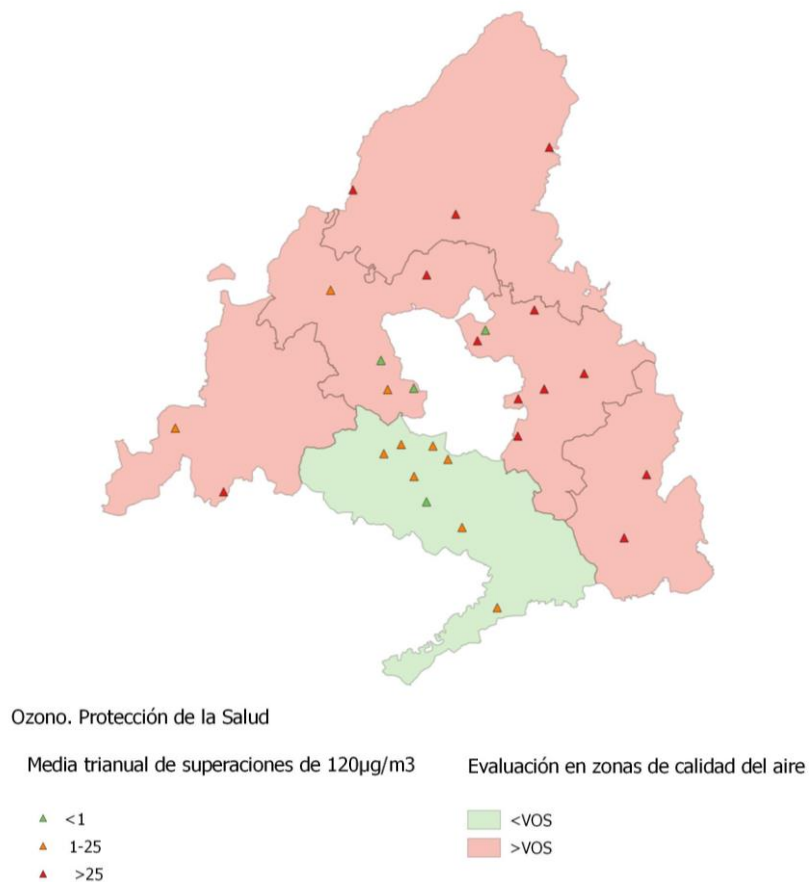 Ozono. Protección de la Salud
Media trianual de superaciones de 120µg/m3
<1
1-25
>25
Evaluación en zonas de calidad del aire
<VOS
>VOS